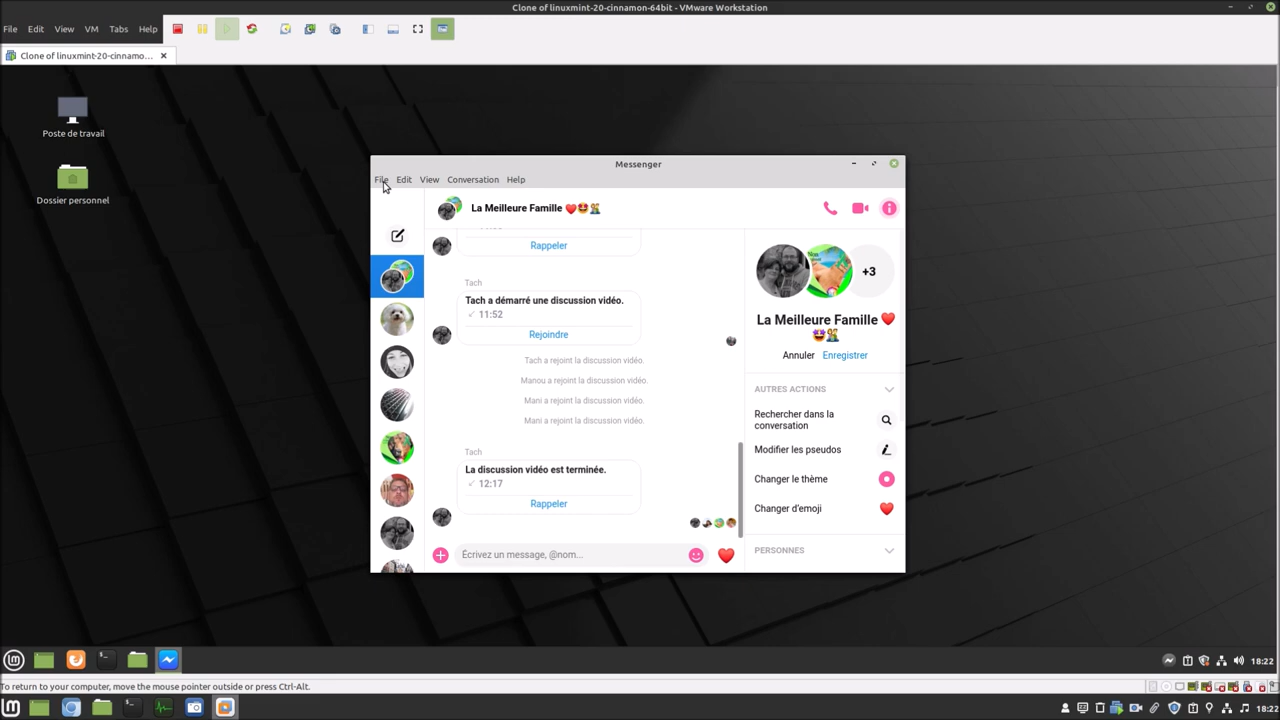 Clone of linuxmint-20-cinnamon-64bit - VMware Workstation
File Edit View VM Tabs Help
Clone of linuxmint-20-cinnamo...
Poste de travail
Dossier personnel
Messenger
File Edit View Conversation Help
La Meilleure Famille ❤️🤩👨‍👩‍👧‍👦
Rappeler
Tach
Tach a démarré une discussion vidéo.
11:52
Rejoindre
Tach a rejoint la discussion vidéo.
Manou a rejoint la discussion vidéo.
Mani a rejoint la discussion vidéo.
Mani a rejoint la discussion vidéo.
Tach
La discussion vidéo est terminée.
12:17
Rappeler
Écrivez un message, @nom...
+3
La Meilleure Famille ❤️
Annuler Enregistrer
AUTRES ACTIONS
Rechercher dans la
conversation
Modifier les pseudos
Changer le thème
Changer d'emoji
PERSONNES
18:22
To return to your computer, move the mouse pointer outside or press Ctrl-Alt.
18:22